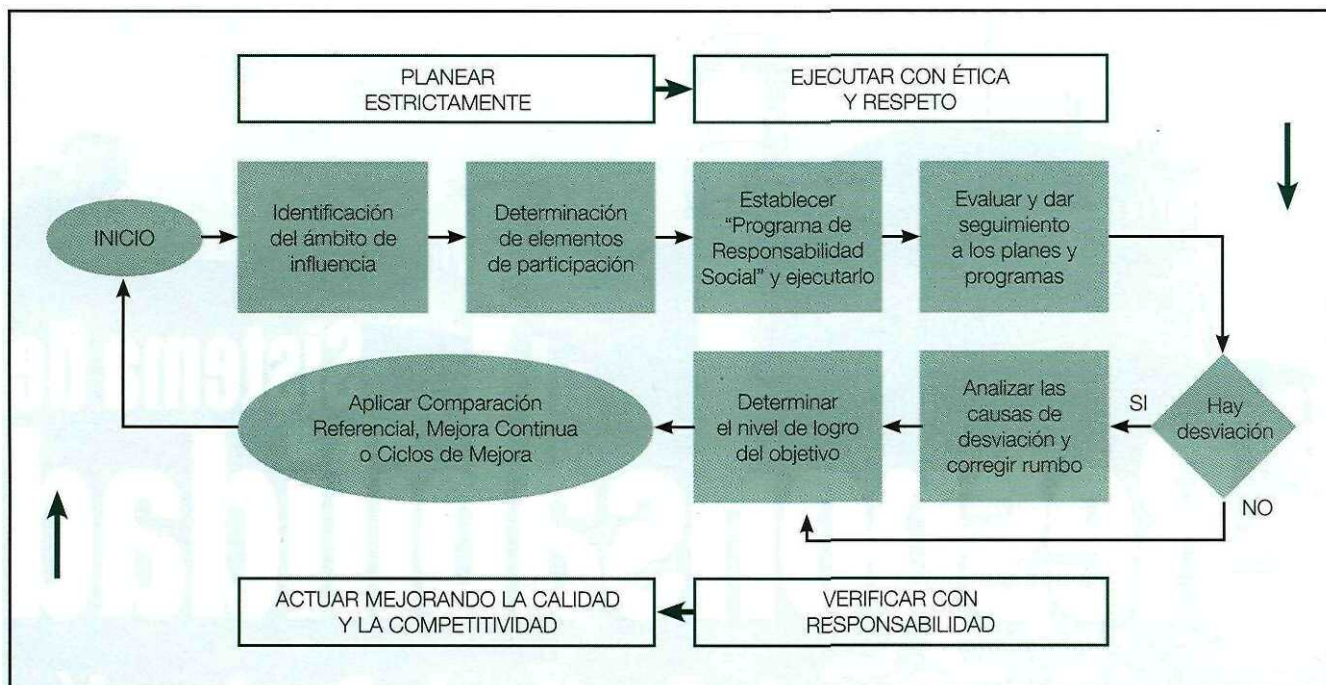 PLANEAR
ESTRICTAMENTE
EJECUTAR CON ÉTICA
Y RESPETO
INICIO
Identificación
del ámbito de
influencia
Determinación
de elementos
de participación
Establecer
“Programa de
Responsabilidad
Social” y ejecutarlo
Evaluar y dar
seguimiento
a los planes y
programas
Hay
desviación
SI
NO
Analizar las
causas de
desviación y
corregir rumbo
Determinar
el nivel de logro
del objetivo
Aplicar Comparación
Referencial, Mejora Continua
o Ciclos de Mejora
ACTUAR MEJORANDO LA CALIDAD
Y LA COMPETITIVIDAD
VERIFICAR CON
RESPONSABILIDAD